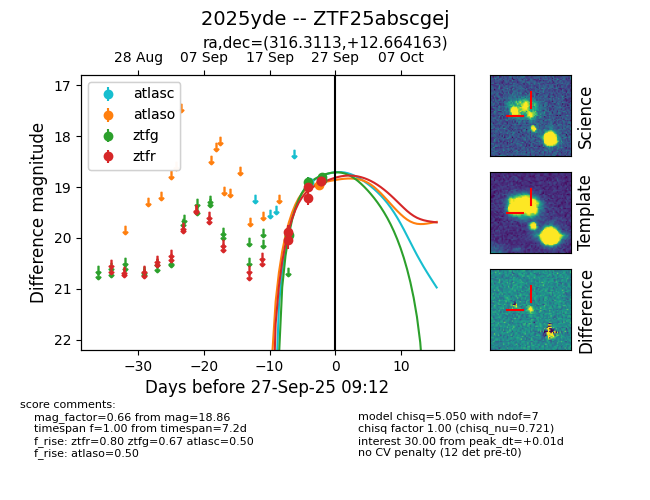 2025yde -- ZTF25abscgej
ra,dec=(316.3113,+12.664163)
28 Aug 07 Sep 17 Sep 27 Sep 07 Oct
atlasc
atlaso
ztfg
ztfr
17
18
19
20
21
22
Difference magnitude
−30 −20 −10 0 10
Days before 27-Sep-25 09:12
Science
Template
Difference
score comments:
mag_factor=0.66 from mag=18.86
timespan f=1.00 from timespan=7.2d
f_rise: ztfr=0.80 ztfg=0.67 atlasc=0.50
f_rise: atlaso=0.50
model chisq=5.050 with ndof=7
chisq factor 1.00 (chisq_nu=0.721)
interest 30.00 from peak_dt=+0.01d
no CV penalty (12 det pre-t0)